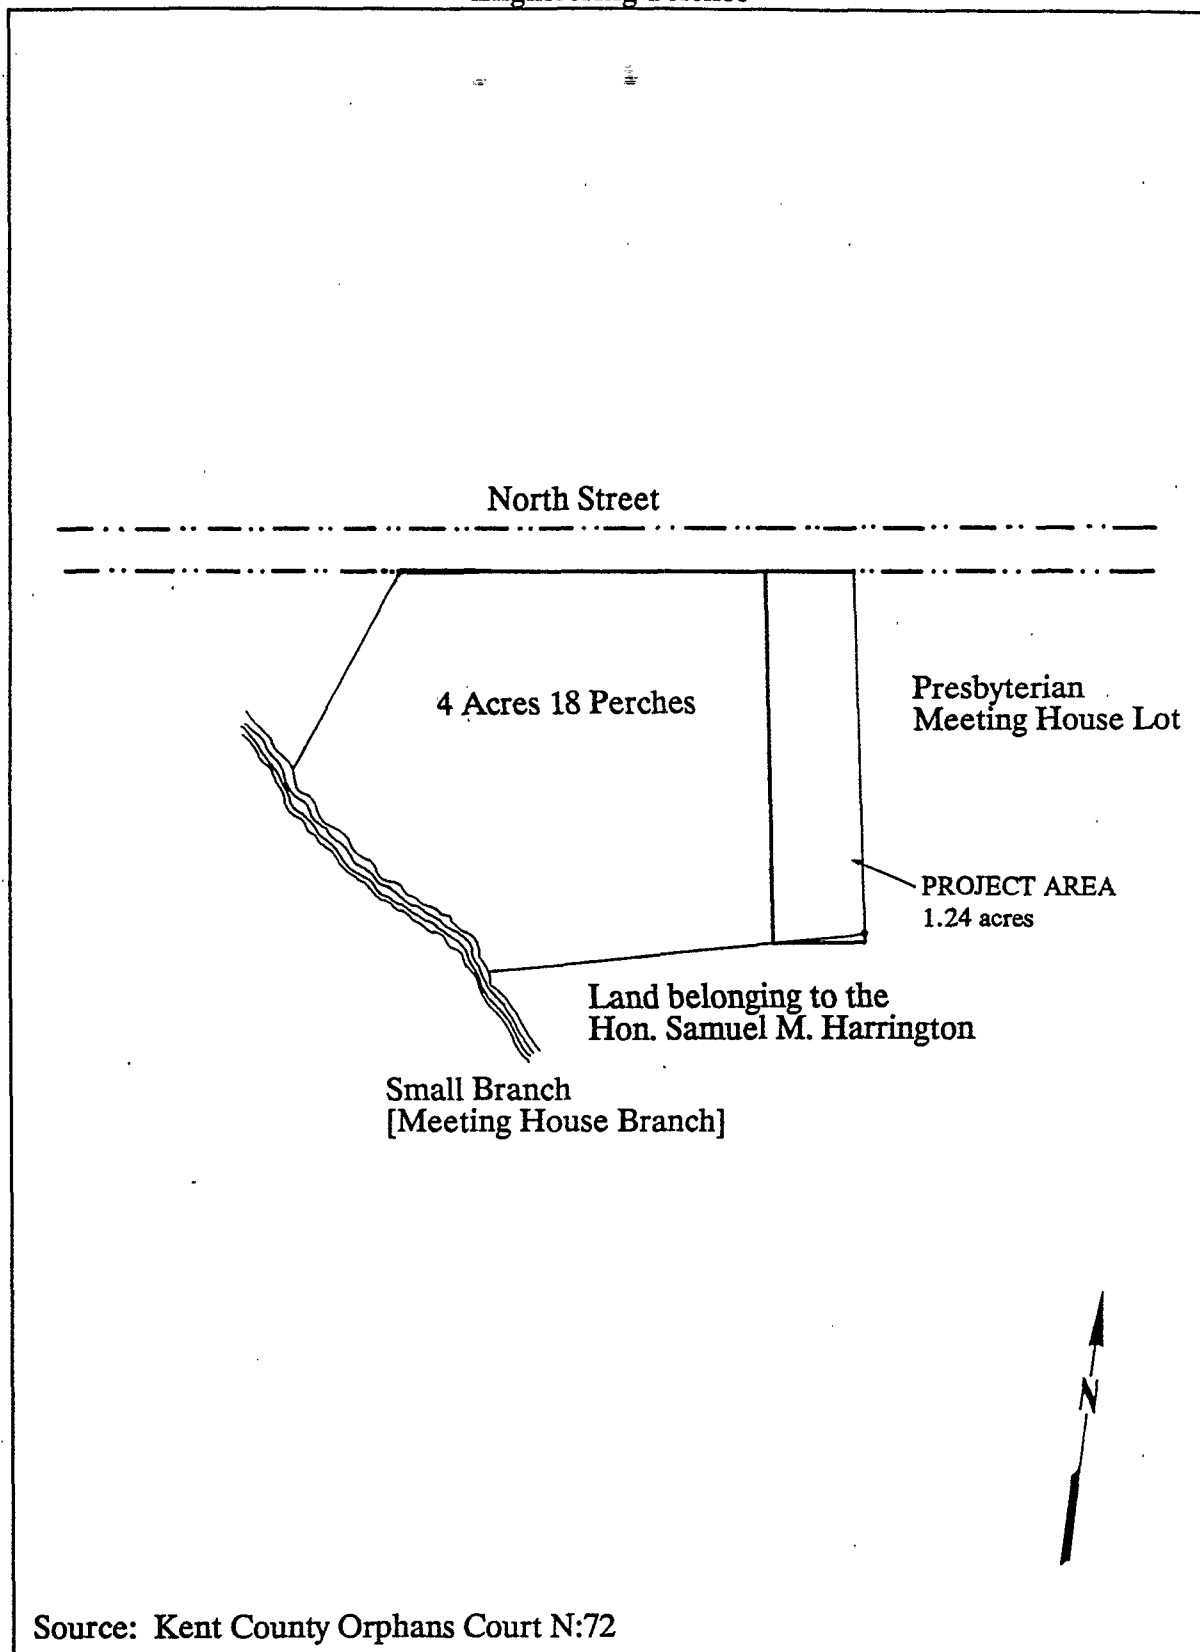 North Street
4 Acres 18 Perches
Presbyterian
Meeting House Lot
PROJECT AREA
1.24 acres
Land belonging to the
Hon. Samuel M. Harrington
Small Branch
[Meeting House Branch]
N
Source: Kent County Orphans Court N:72